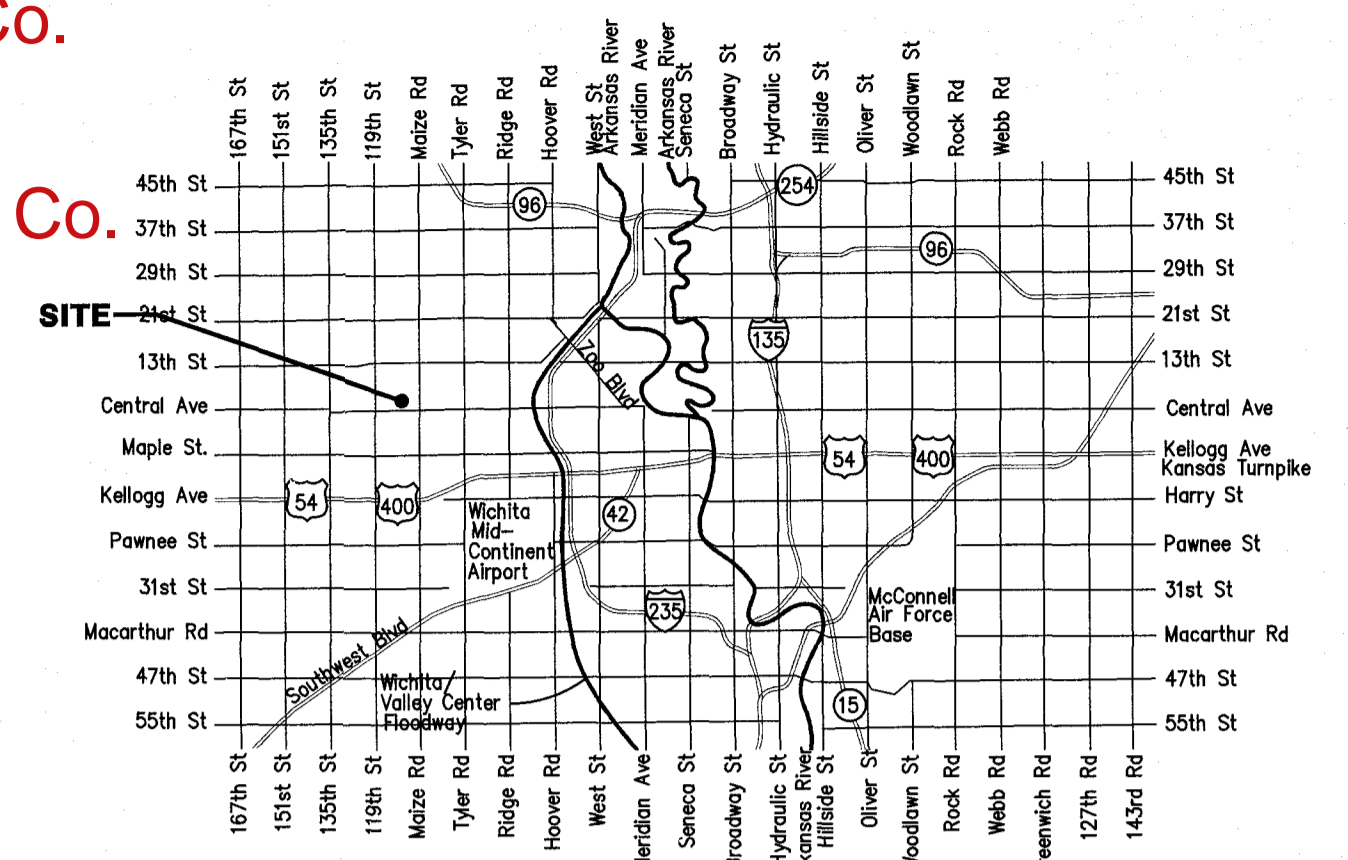 Co.
Co.
167th St
151st St
135th St
119th St
Maize Rd
Tyler Rd
Ridge Rd
Hoover Rd
West St
Arkansas River
Meridian Ave
Arkansas River
Seneca St
Broadway St
Hydraulic St
Hillside St
Oliver St
Woodlawn St
Rock Rd
Webb Rd
45th St
37th St
29th St
SITE
21st St
13th St
Central Ave
Maple St.
Kellogg Ave
Pawnee St
31st St
Macarthur Rd
47th St
55th St
96
254
96
135
Zoo Blvd
54
400
54
400
42
Wichita
Mid-
Continent
Airport
235
McConnell
Air Force
Base
Southwest Blvd
Wichita/
Valley Center
Floodway
15
45th St
37th St
29th St
21st St
13th St
Central Ave
Kellogg Ave
Kansas Turnpike
Harry St
Pawnee St
31st St
Macarthur Rd
47th St
55th St
167th St
151st St
135th St
119th St
Maize Rd
Tyler Rd
Ridge Rd
Hoover Rd
West St
eridian Ave
Seneca St
roadway St
Hydraulic St
kansas River
Hillside St
Oliver St
oodlawn St
Rock Rd
Webb Rd
eenwich Rd
127th Rd
143rd Rd